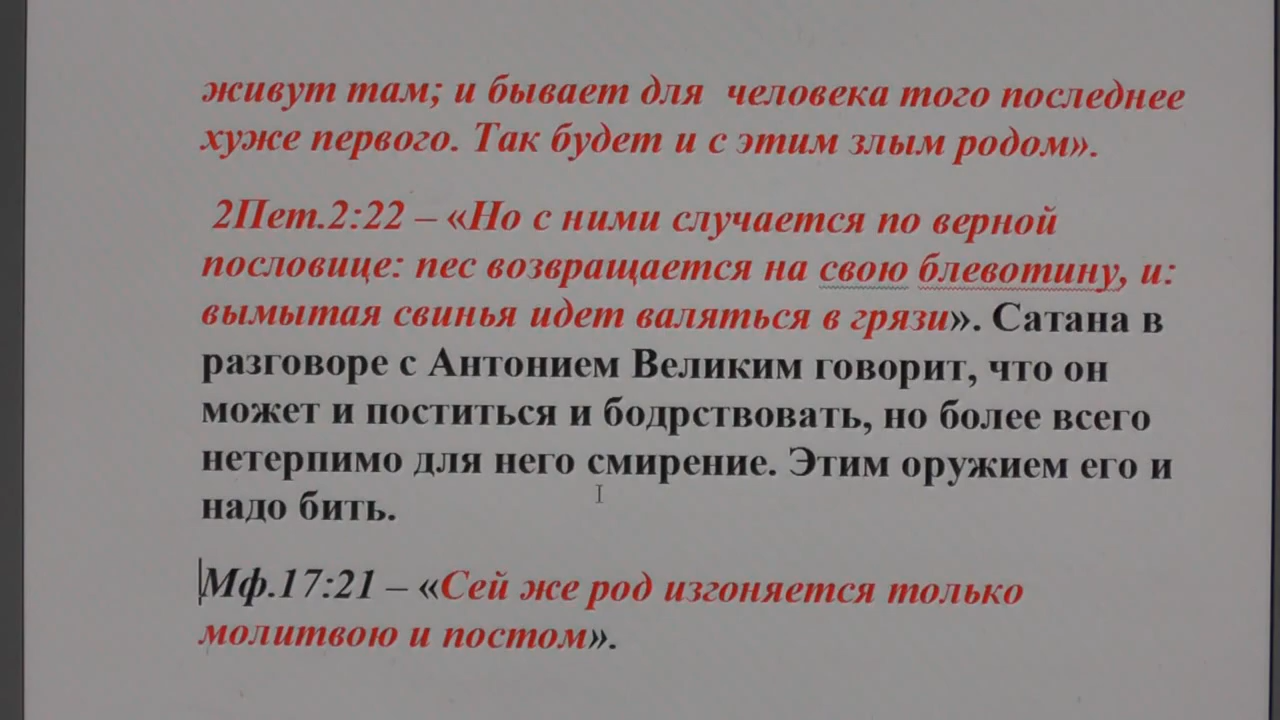 живут там; и бывает для  человека того последнее
хуже первого. Так будет и с этим злым родом».
2Пет.2:22 – «Но с ними случается по верной
пословице: пес возвращается на свою блевотину, и:
вымытая свинья идет валяться в грязи». Сатана в
разговоре с Антонием Великим говорит, что он
может и поститься и бодрствовать, но более всего
нетерпимо для него смирение. Этим оружием его и
надо бить.
Мф.17:21 – «Сей же род изгоняется только
молитвою и постом».